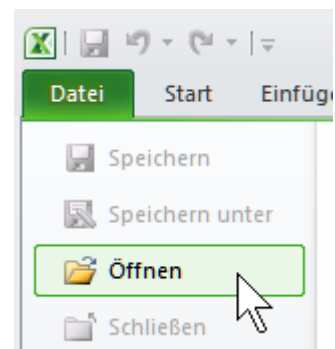 Datei Start Einfüge
Speichern
Speichern unter
Öffnen
Schließen